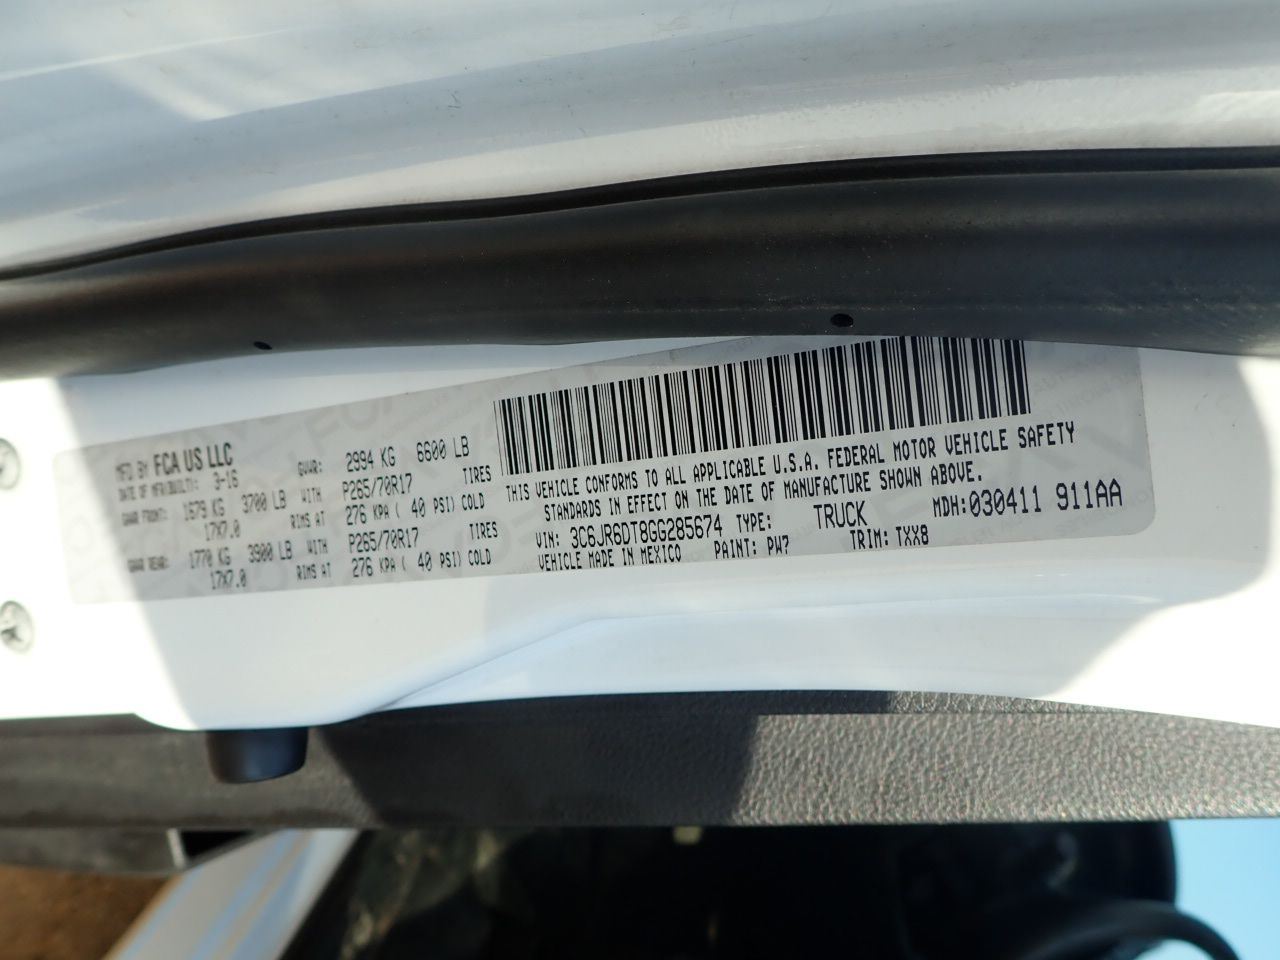 MFD BY FCA US LLC
DATE OF MFR(BUILT): 3-16 GVWR: 2994 KG 6600 LB
GAWR FRONT: 1679 KG 3700 LB WITH P265/70R17 TIRES
17X7.0 RIMS AT 276 KPA ( 40 PSI) COLD
GAWR REAR: 1770 KG 3900 LB WITH P265/70R17 TIRES
17X7.0 RIMS AT 276 KPA ( 40 PSI) COLD
THIS VEHICLE CONFORMS TO ALL APPLICABLE U.S.A. FEDERAL MOTOR VEHICLE SAFETY
STANDARDS IN EFFECT ON THE DATE OF MANUFACTURE SHOWN ABOVE.
VIN: 3C6JR6DT8GG285674 TYPE: TRUCK MDH:030411 911AA
VEHICLE MADE IN MEXICO PAINT: PW7 TRIM: TXX8